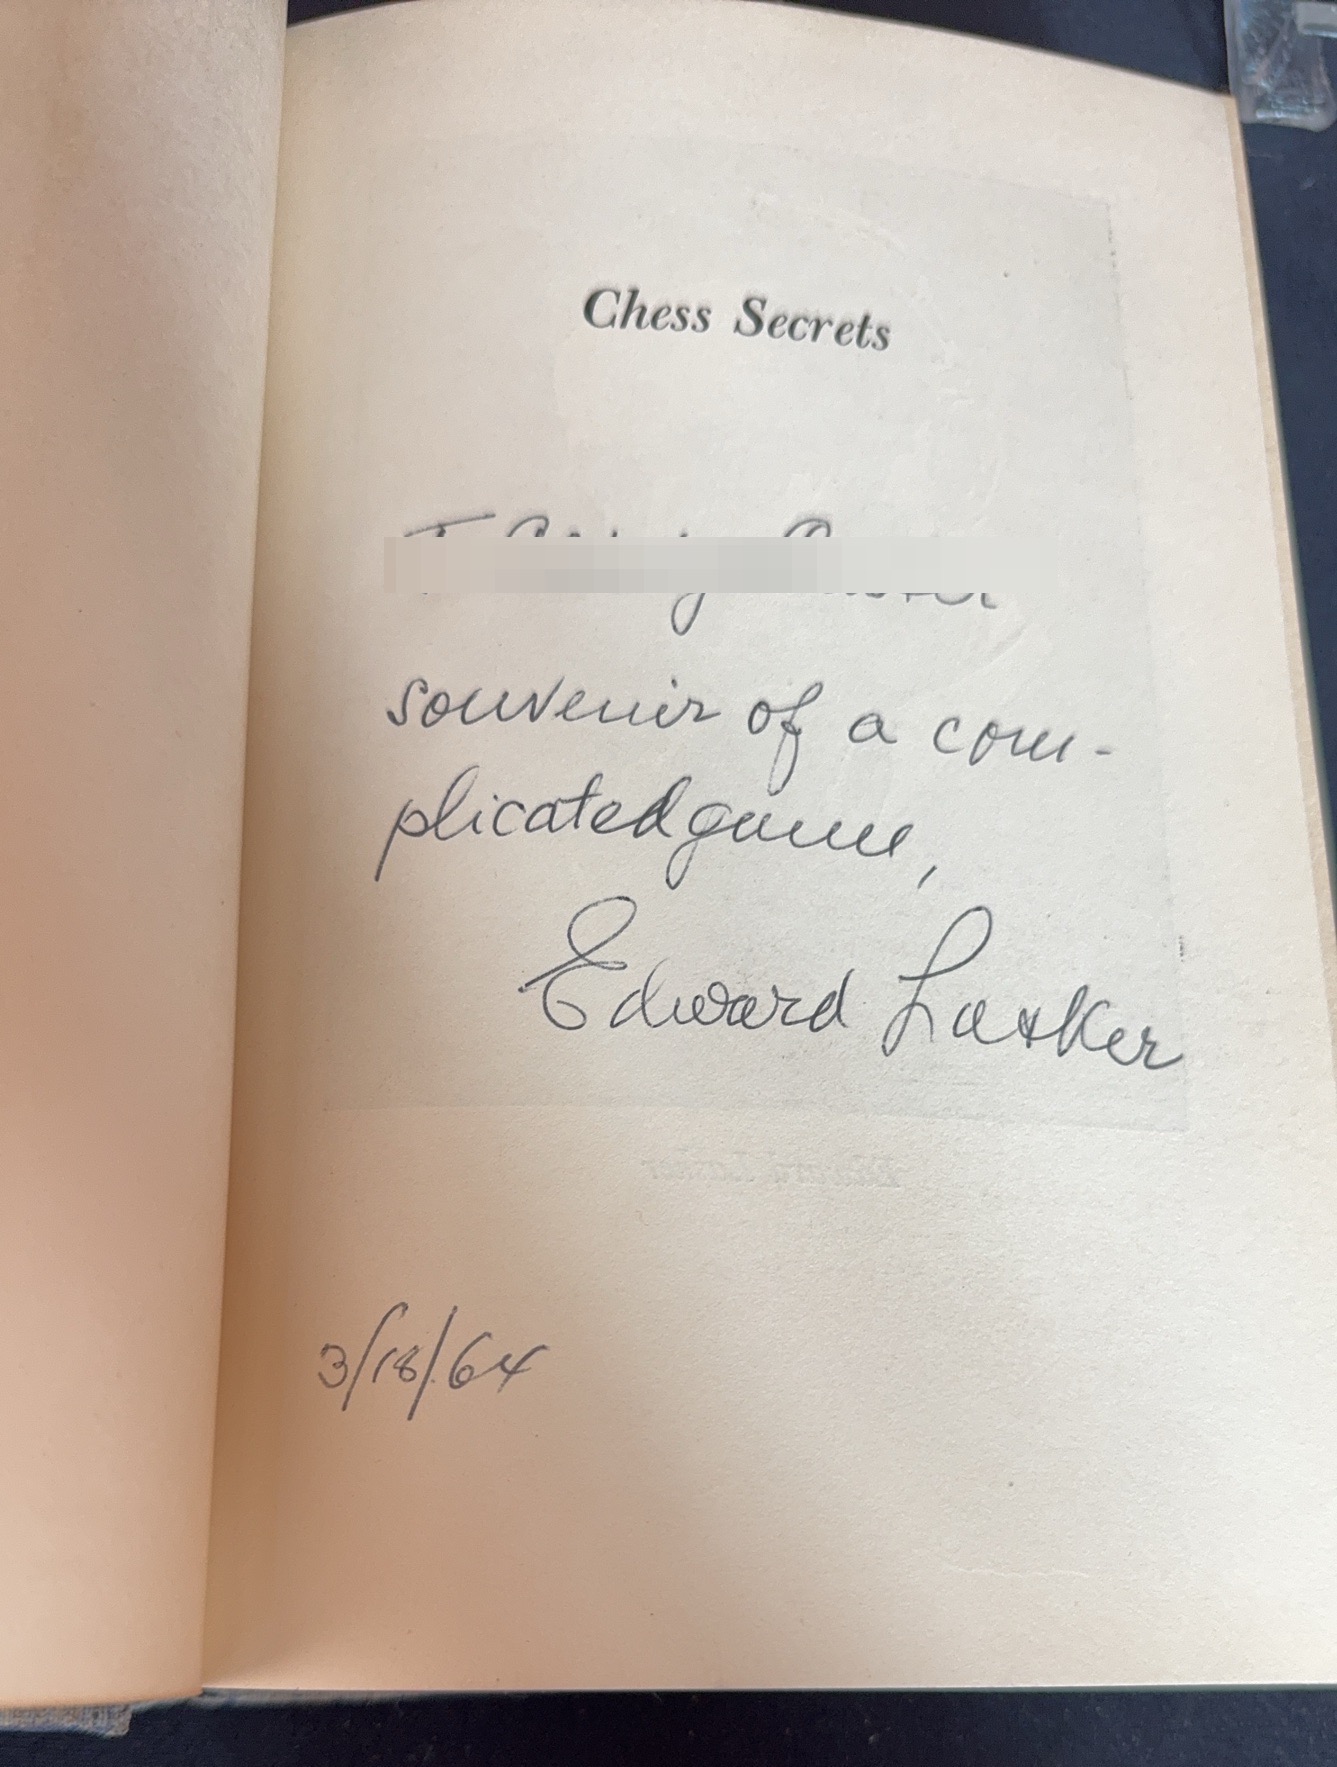 Chess Secrets
souvenir of a com-
plicated game,
Edward Lasker
3/18/64